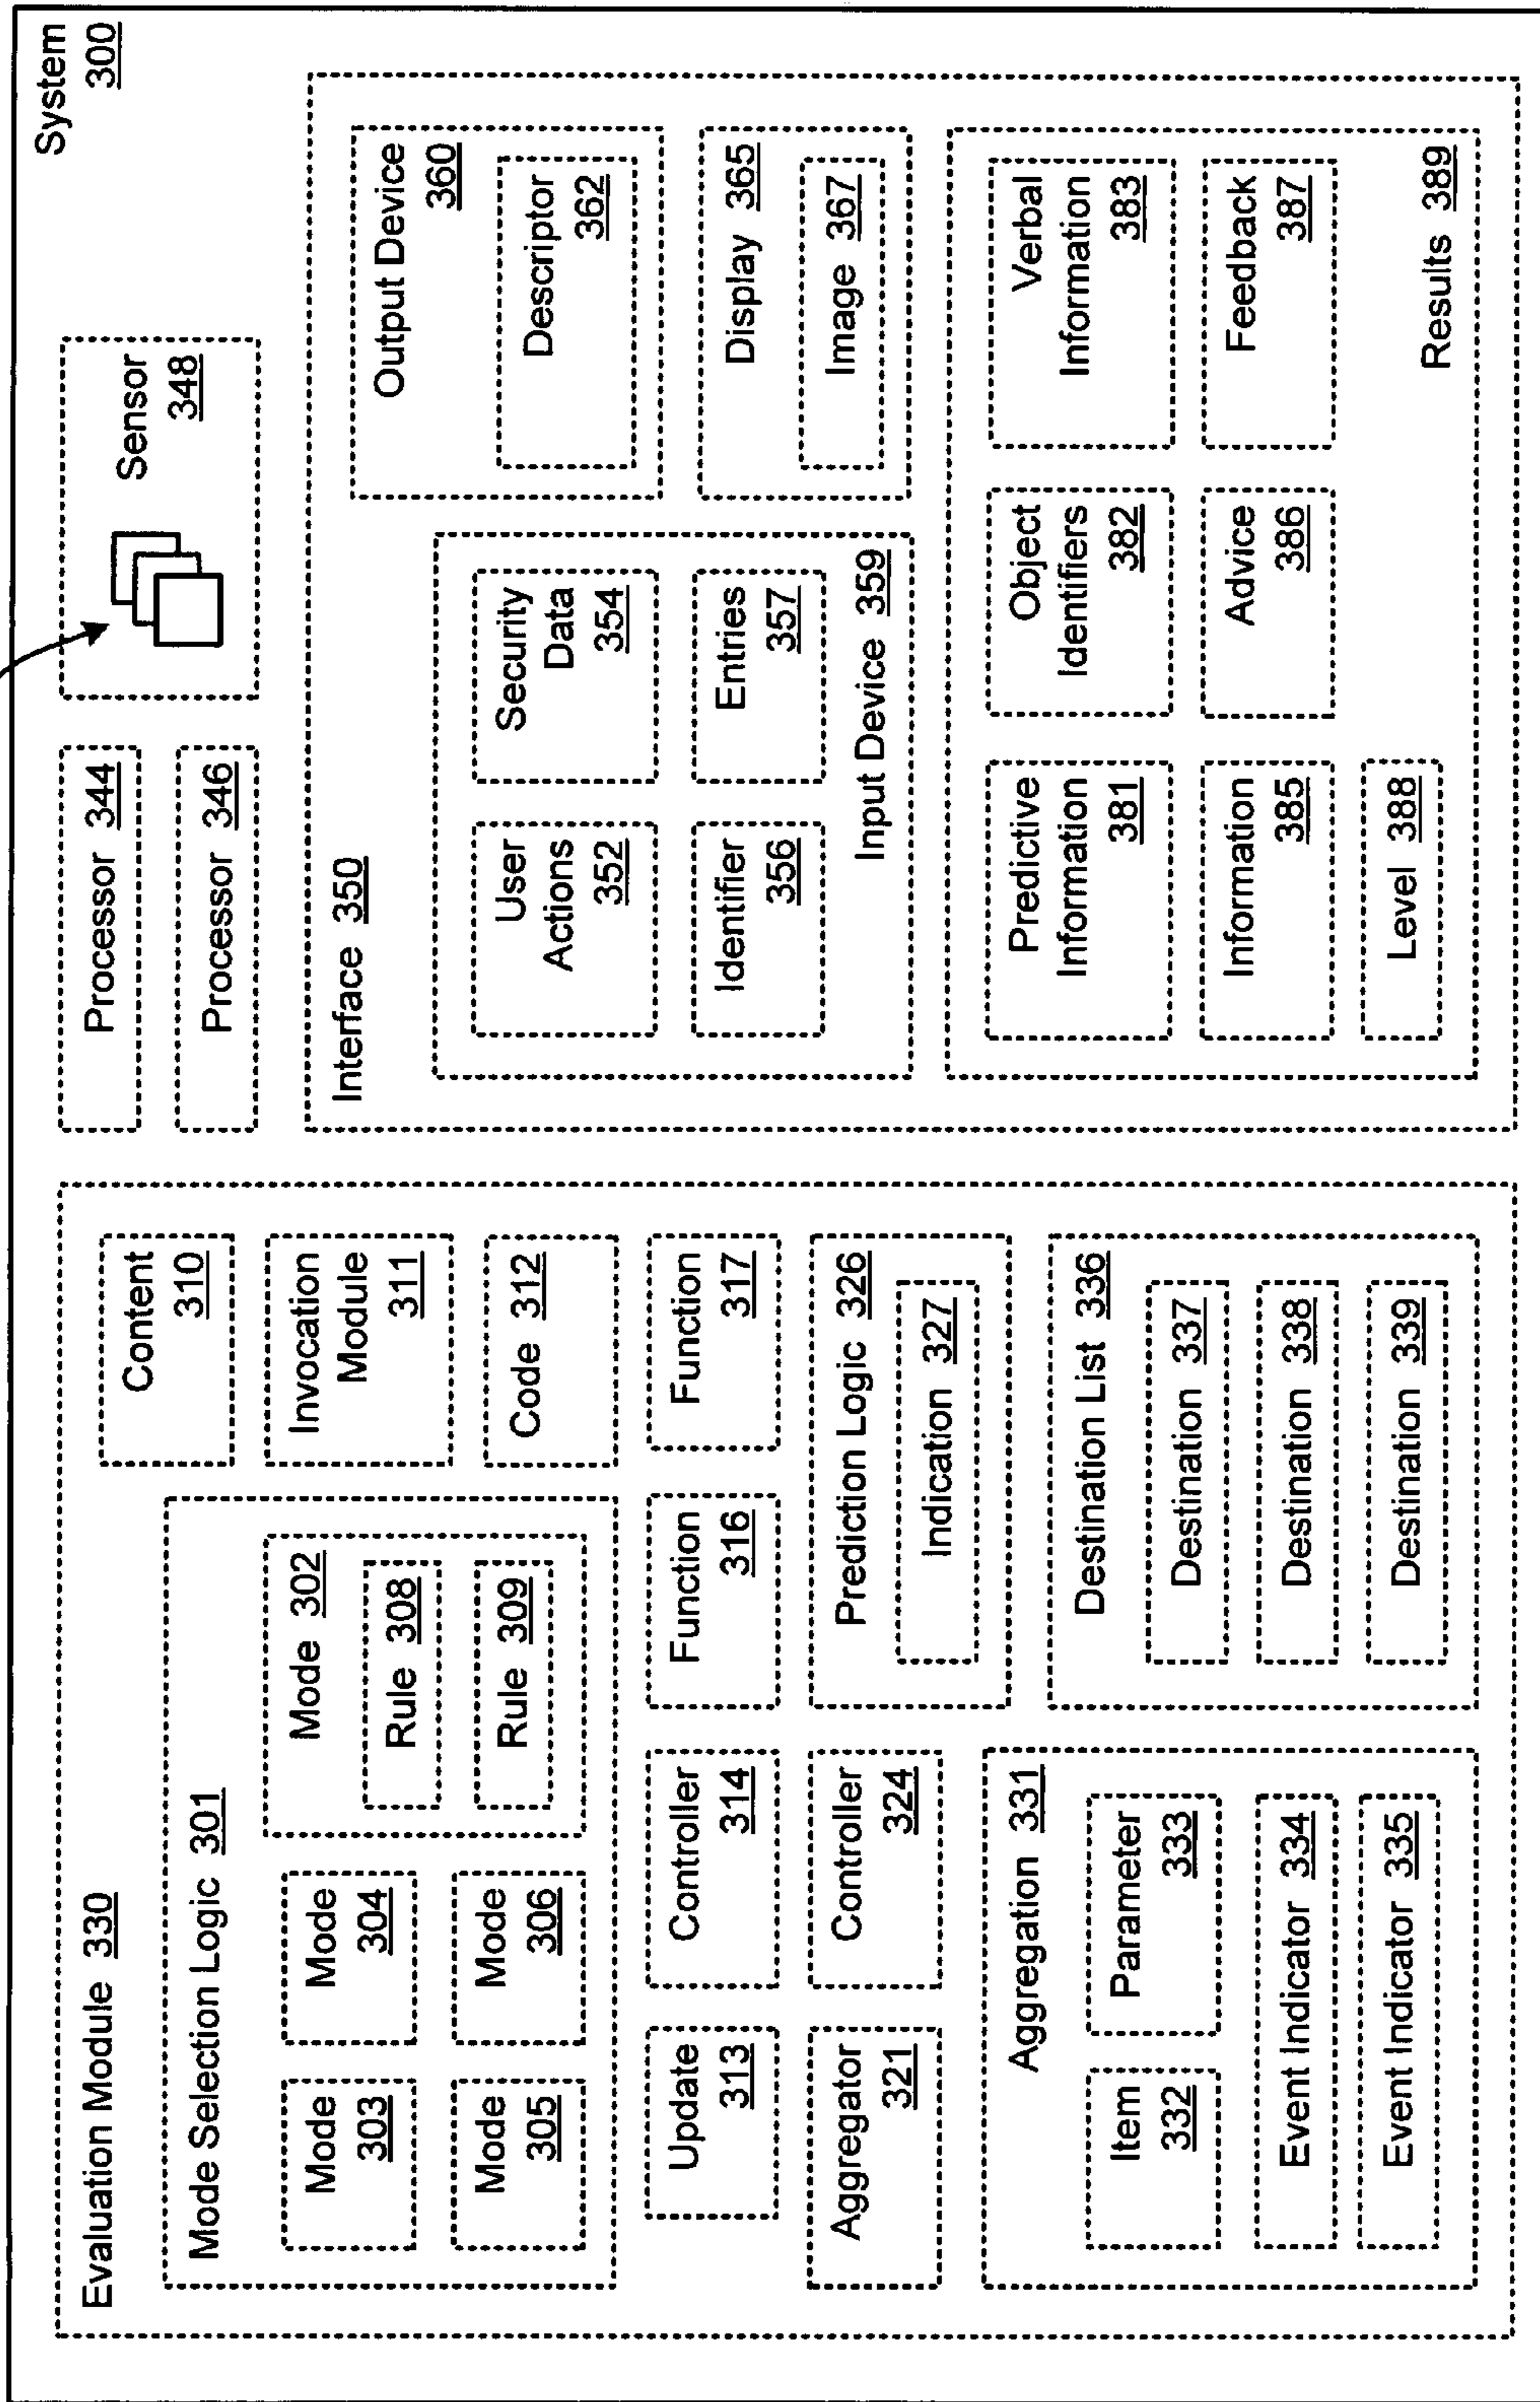 System
300
Evaluation Module 330
Mode Selection Logic 301
Mode
303
Mode
304
Mode
305
Mode
306
Mode 302
Rule 308
Rule 309
Content
310
Invocation
Module
311
Code 312
Update
313
Controller
314
Function
316
Function
317
Aggregator
321
Controller
324
Prediction Logic 326
Indication 327
Aggregation 331
Item
332
Parameter
333
Event Indicator 334
Event Indicator 335
Destination List 336
Destination 337
Destination 338
Destination 339
Processor 344
Processor 346
Sensor
348
Interface 350
User
Actions
352
Security
Data
354
Identifier
356
Entries
357
Input Device 359
Output Device
360
Descriptor
362
Display 365
Image 367
Predictive
Information
381
Object
Identifiers
382
Verbal
Information
383
Information
385
Advice
386
Feedback
387
Level 388
Results 389